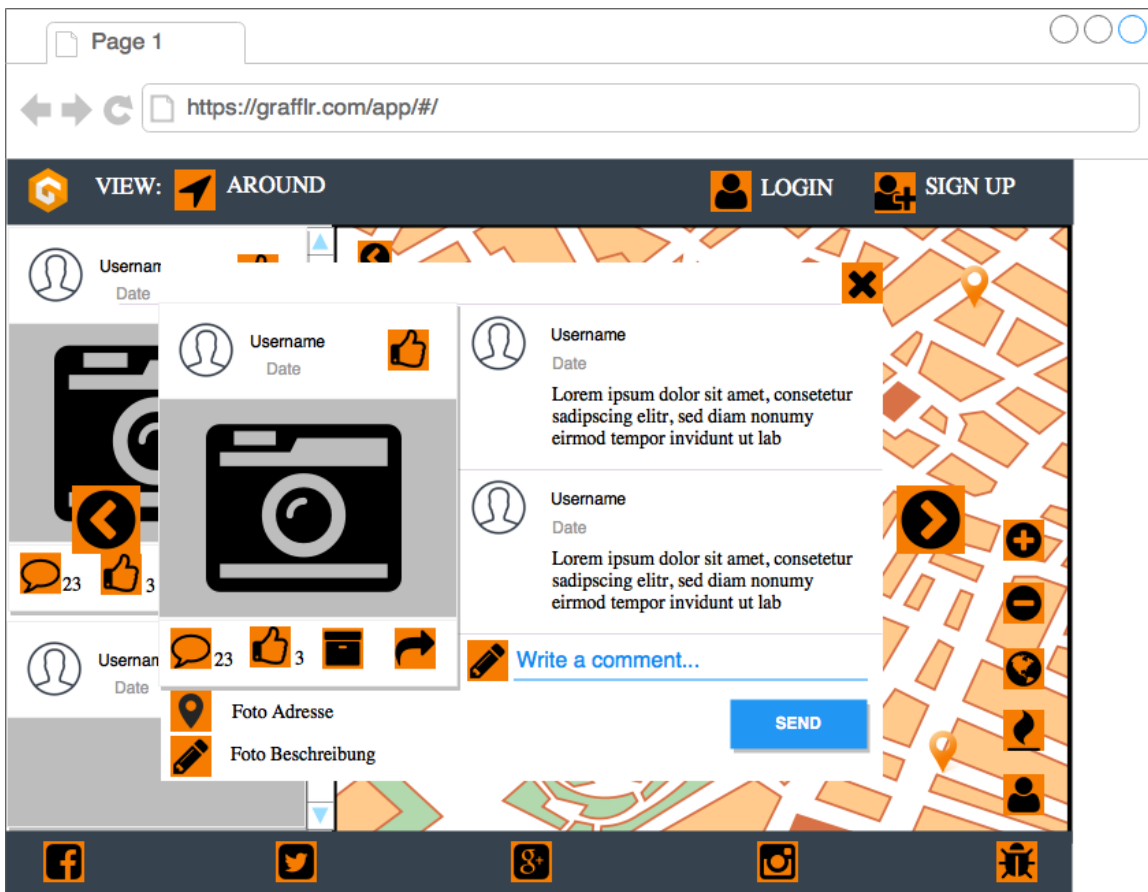 Page 1
https://grafflr.com/app/#/
VIEW:
AROUND
LOGIN
SIGN UP
Usernam
Date
23
3
Usernam
Date
Username
Date
23
3
Foto Adresse
Foto Beschreibung
Username
Date
Lorem ipsum dolor sit amet, consetetur
sadipscing elitr, sed diam nonumy
eirmod tempor invidunt ut lab
Username
Date
Lorem ipsum dolor sit amet, consetetur
sadipscing elitr, sed diam nonumy
eirmod tempor invidunt ut lab
Write a comment...
SEND